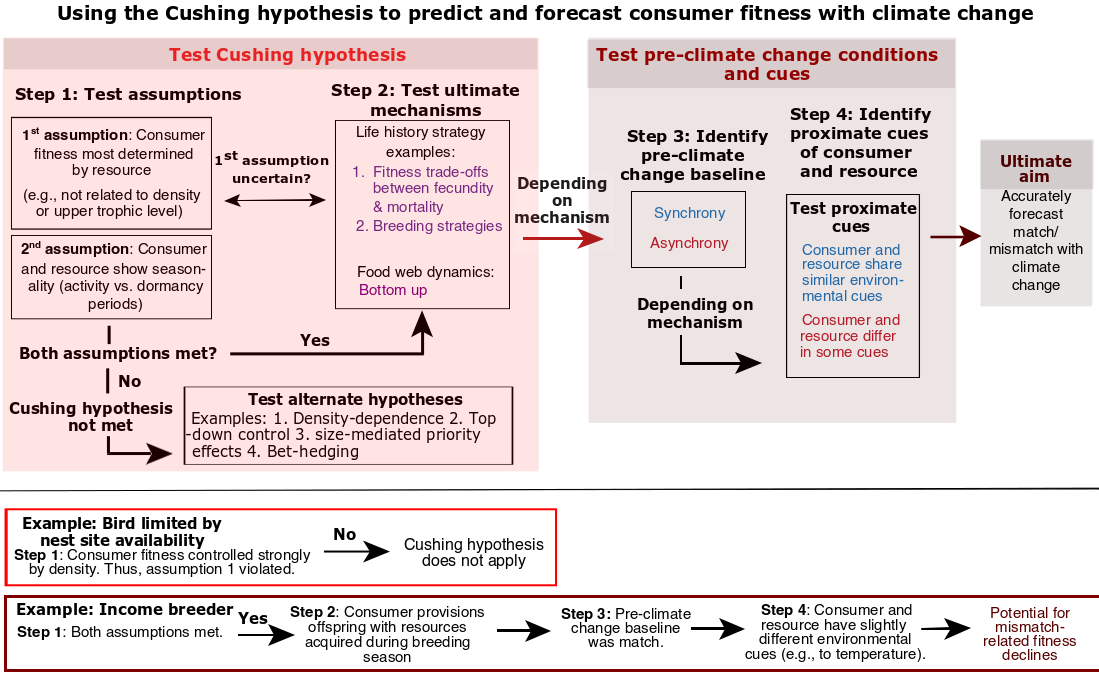 Using the Cushing hypothesis to predict and forecast consumer fitness with climate change
Test Cushing hypothesis
Step 1: Test assumptions
1st assumption: Consumer
fitness most determined
by resource
(e.g., not related to density
or upper trophic level)
2nd assumption: Consumer
and resource show season-
ality (activity vs. dormancy
periods)
1st assumption
uncertain?
Step 2: Test ultimate
mechanisms
Life history strategy
examples:
1. Fitness trade-offs
between fecundity
& mortality
2. Breeding strategies
Food web dynamics:
Bottom up
Both assumptions met?
Yes
No
Cushing hypothesis
not met
Test alternate hypotheses
Examples: 1. Density-dependence 2. Top
-down control 3. size-mediated priority
effects 4. Bet-hedging
Depending
on
mechanism
Test pre-climate change conditions
and cues
Step 3: Identify
pre-climate
change baseline
Synchrony
Asynchrony
Depending on
mechanism
Step 4: Identify
proximate cues
of consumer
and resource
Test proximate
cues
Consumer and
resource share
similar environ-
mental cues
Consumer and
resource differ
in some cues
Ultimate
aim
Accurately
forecast
match/
mismatch with
climate
change
Example: Bird limited by
nest site availability
Step 1: Consumer fitness controlled strongly
by density. Thus, assumption 1 violated.
No
Cushing hypothesis
does not apply
Example: Income breeder
Step 1: Both assumptions met.
Yes
Step 2: Consumer provisions
offspring with resources
acquired during breeding
season
Step 3: Pre-climate
change baseline
was match.
Step 4: Consumer and
resource have slightly
different environmental
cues (e.g., to temperature).
Potential for
mismatch-
related fitness
declines